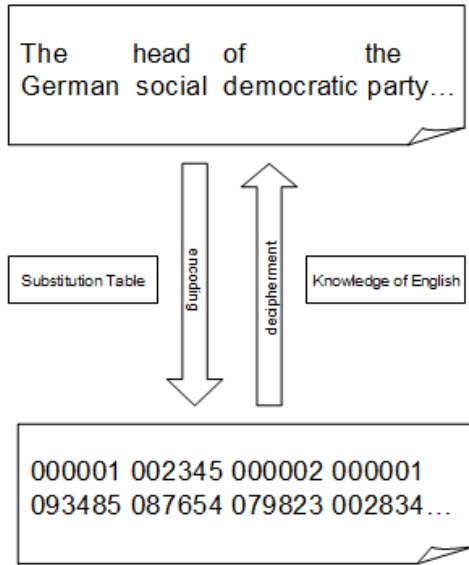 The head of the
German social democratic party...
encoding
decipherment
Substitution Table
Knowledge of English
000001 002345 000002 000001
093485 087654 079823 002834...